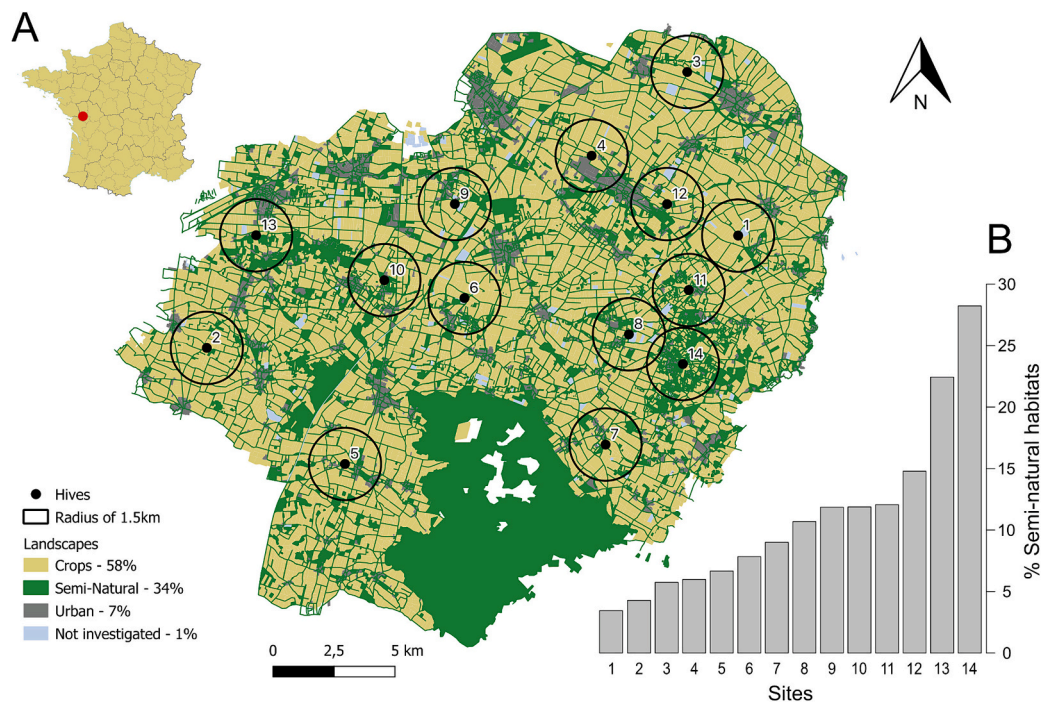 A
N
3
4
12
9
1
13
B
10
11
6
8
2
14
7
5
Hives
Radius of 1.5km
Landscapes
Crops - 58%
Semi-Natural - 34%
Urban - 7%
Not investigated - 1%
0 2,5 5 km
% Semi-natural habitats
30
25
20
15
10
5
0
1 2 3 4 5 6 7 8 9 10 11 12 13 14
Sites